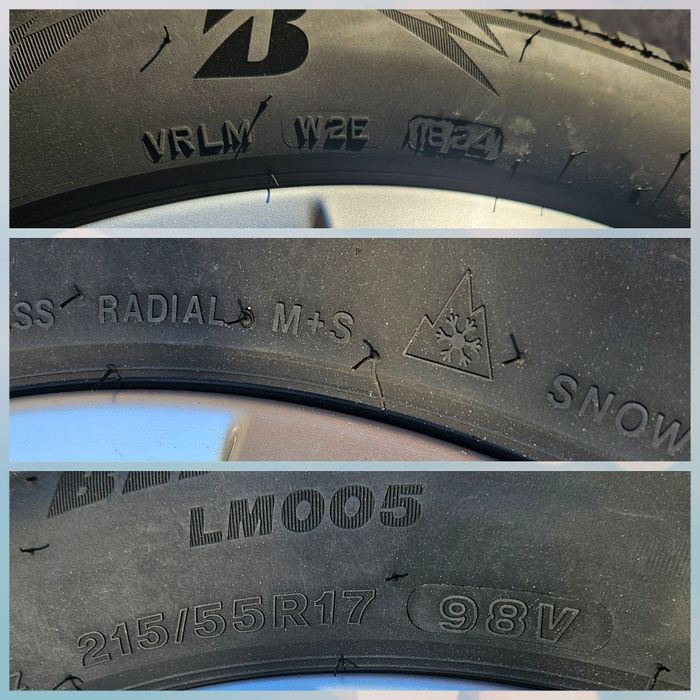 VRLM W2E 1824
SS RADIAL M+S
SNOW
LM005
215/55R17 98V